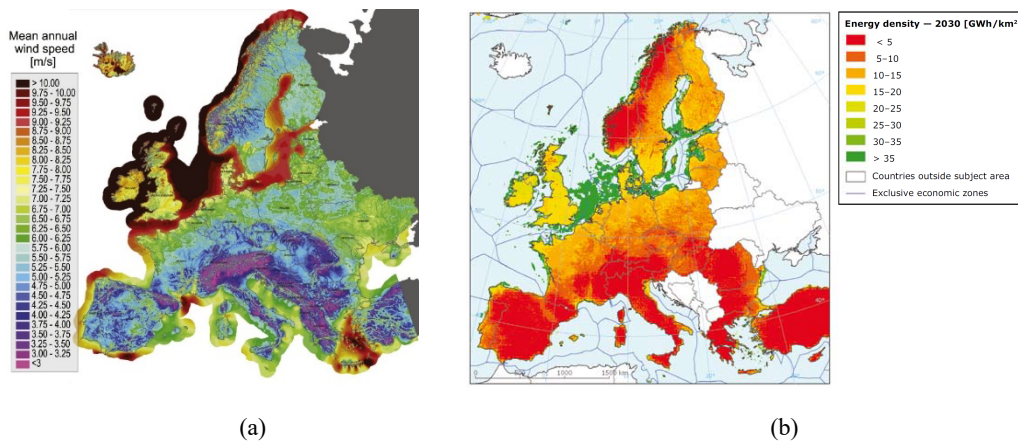 Mean annual
wind speed
[m/s]
> 10.00
9.75 - 10.00
9.50 - 9.75
9.25 - 9.50
9.00 - 9.25
8.75 - 9.00
8.50 - 8.75
8.25 - 8.50
8.00 - 8.25
7.75 - 8.00
7.50 - 7.75
7.25 - 7.50
7.00 - 7.25
6.75 - 7.00
6.50 - 6.75
6.25 - 6.50
6.00 - 6.25
5.75 - 6.00
5.50 - 5.75
5.25 - 5.50
5.00 - 5.25
4.75 - 5.00
4.50 - 4.75
4.25 - 4.50
4.00 - 4.25
3.75 - 4.00
3.50 - 3.75
3.25 - 3.50
3.00 - 3.25
<3
(a)
0
500
1000
1500 km
Energy density — 2030 [GWh/km²
< 5
5–10
10–15
15–20
20–25
25–30
30–35
> 35
Countries outside subject area
Exclusive economic zones
(b)